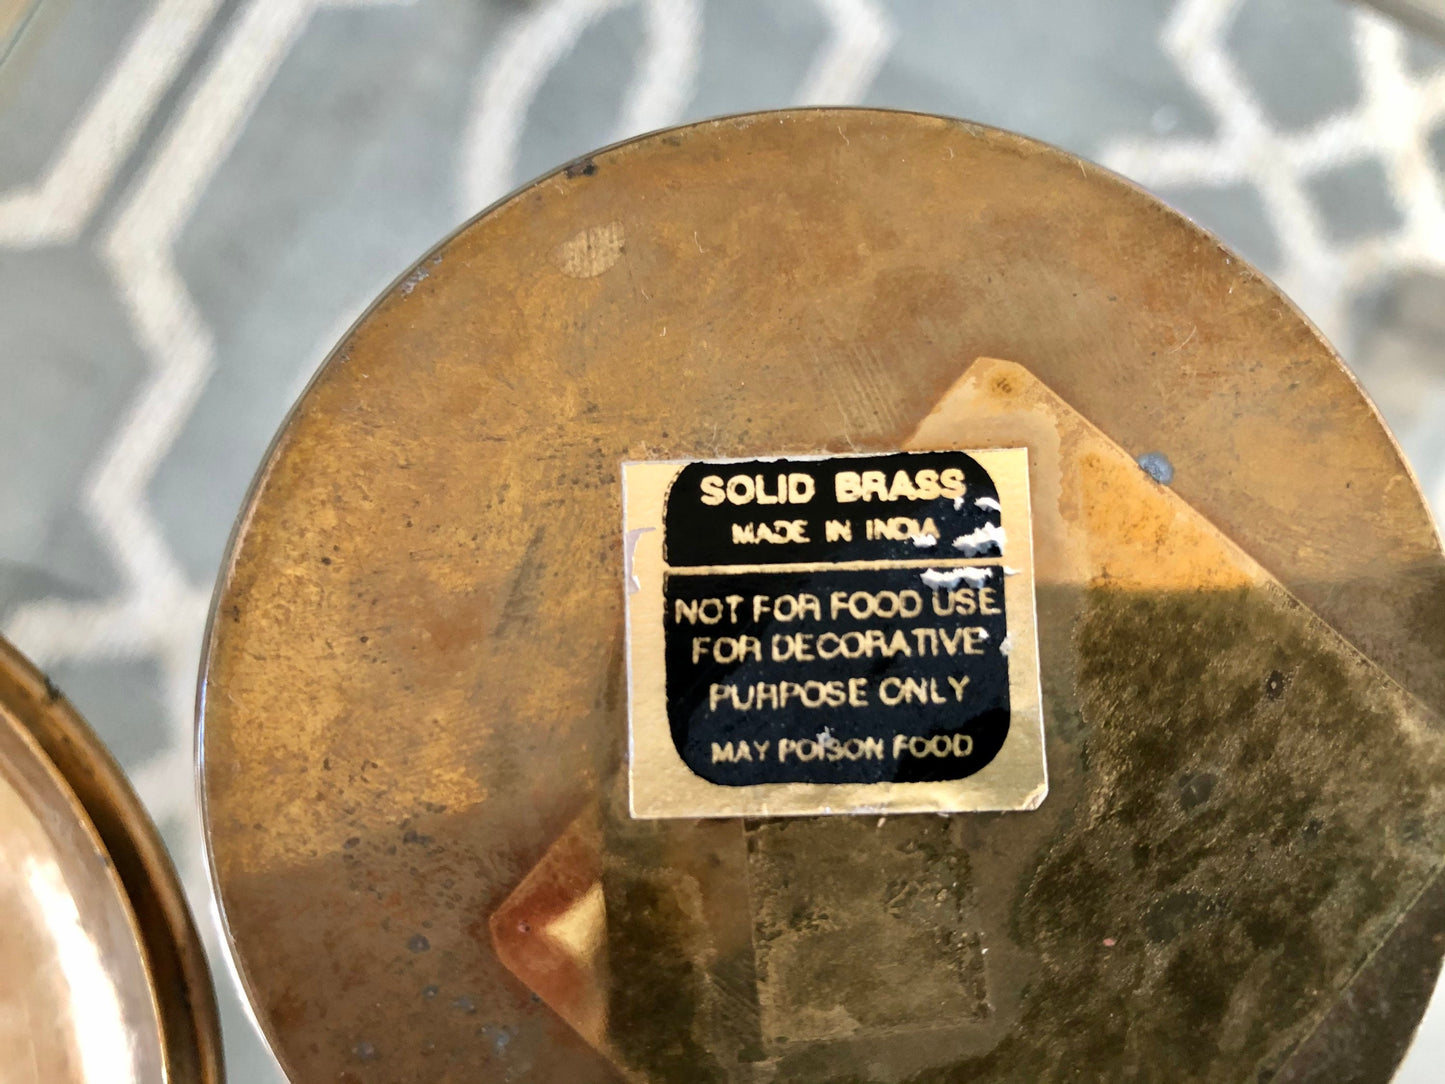 SOLID BRASS
MADE IN INDIA
NOT FOR FOOD USE
FOR DECORATIVE
PURPOSE ONLY
MAY POISON FOOD